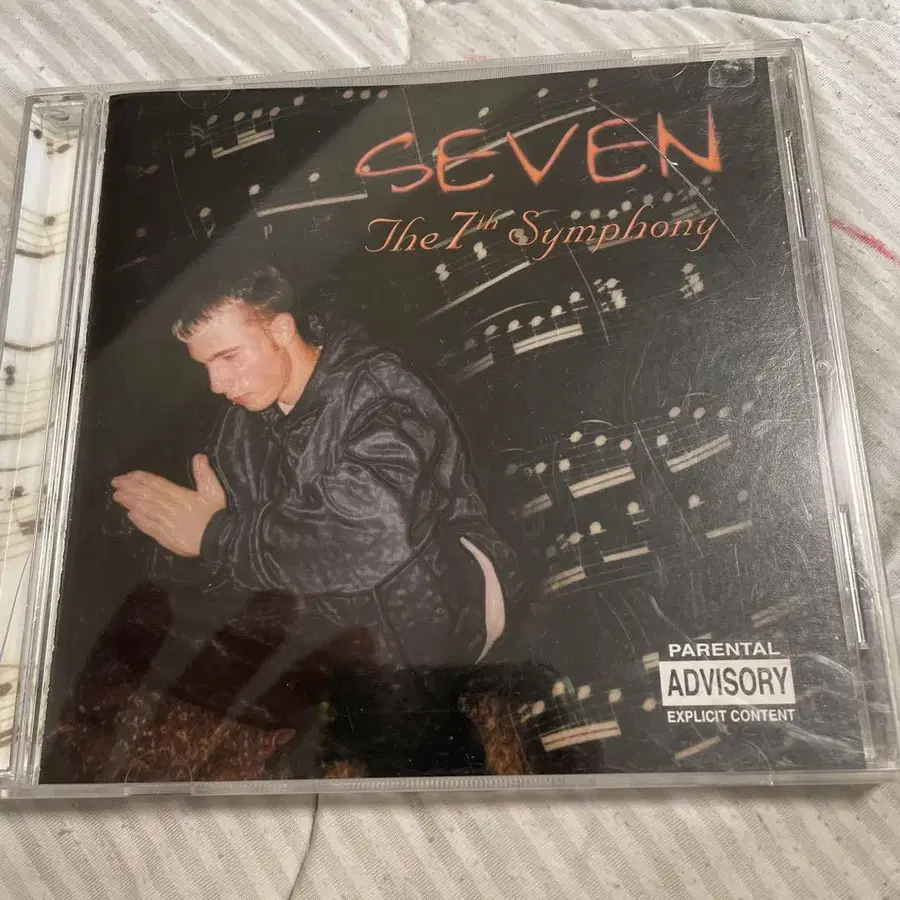 SEVEN
The 7th Symphony
PARENTAL
ADVISORY
EXPLICIT CONTENT